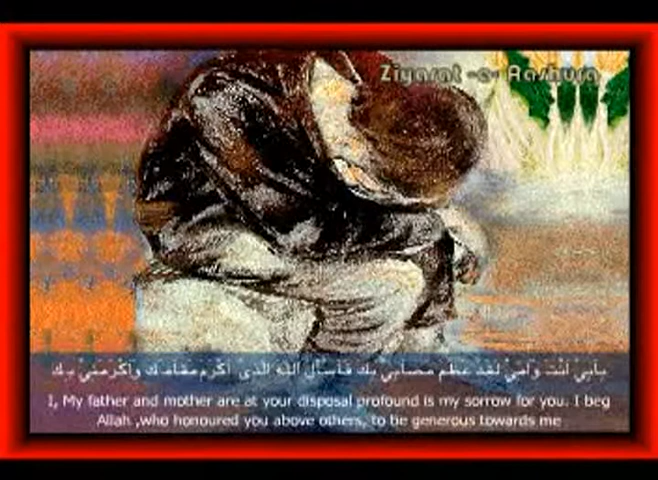 Ziyarat -e- Aashura
بِأَبِيْ أَنْتَ وَأُمِيْ لَقَدْ عَظُمَ مُصَابِيْ بِكَ فَأَسْأَلُ اللهَ الَّذِيْ أَكْرَمَ مَقَامَكَ وَأَكْرَمَنِيْ بِكَ
I, My father and mother are at your disposal profound is my sorrow for you. I beg
Allah ,who honoured you above others, to be generous towards me